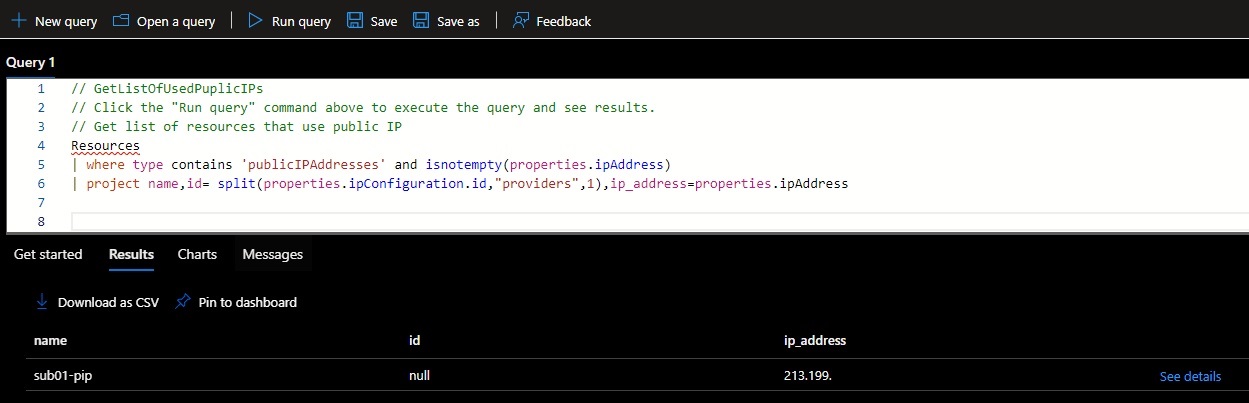 New query Open a query Run query Save Save as Feedback
Query 1
1 // GetListOfUsedPuplicIPs
2 // Click the "Run query" command above to execute the query and see results.
3 // Get list of resources that use public IP
4 Resources
5 | where type contains 'publicIPAddresses' and isnotempty(properties.ipAddress)
6 | project name,id= split(properties.ipConfiguration.id,"providers",1),ip_address=properties.ipAddress
7
8
Get started Results Charts Messages
Download as CSV Pin to dashboard
name id ip_address
sub01-pip null 213.199. See details